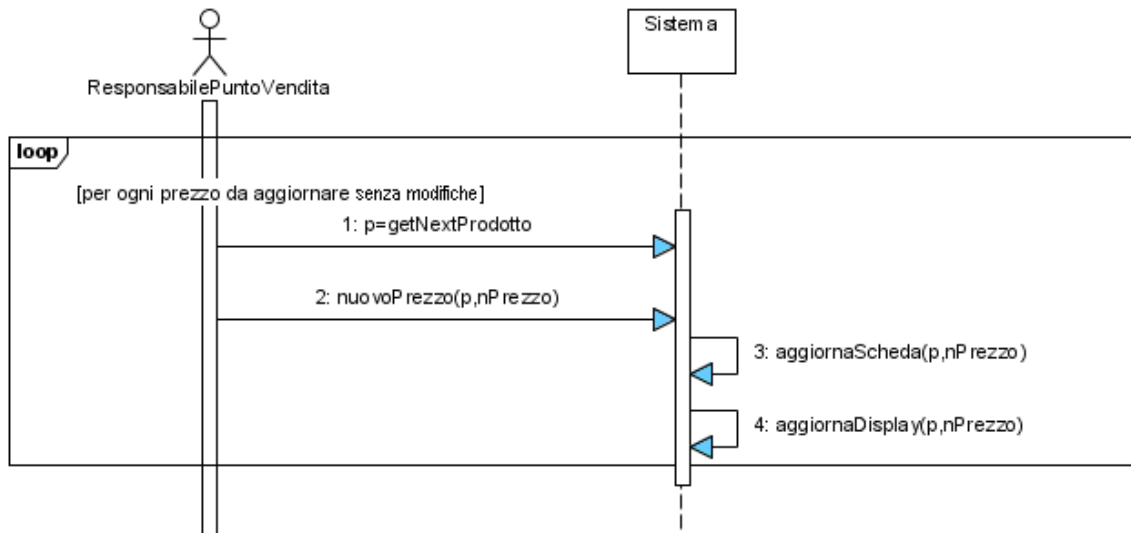 Sistema
ResponsabilePuntoVendita
loop
[per ogni prezzo da aggiornare senza modifiche]
1: p=getNextProdotto
2: nuovoPrezzo(p,nPrezzo)
3: aggiornaScheda(p,nPrezzo)
4: aggiornaDisplay(p,nPrezzo)